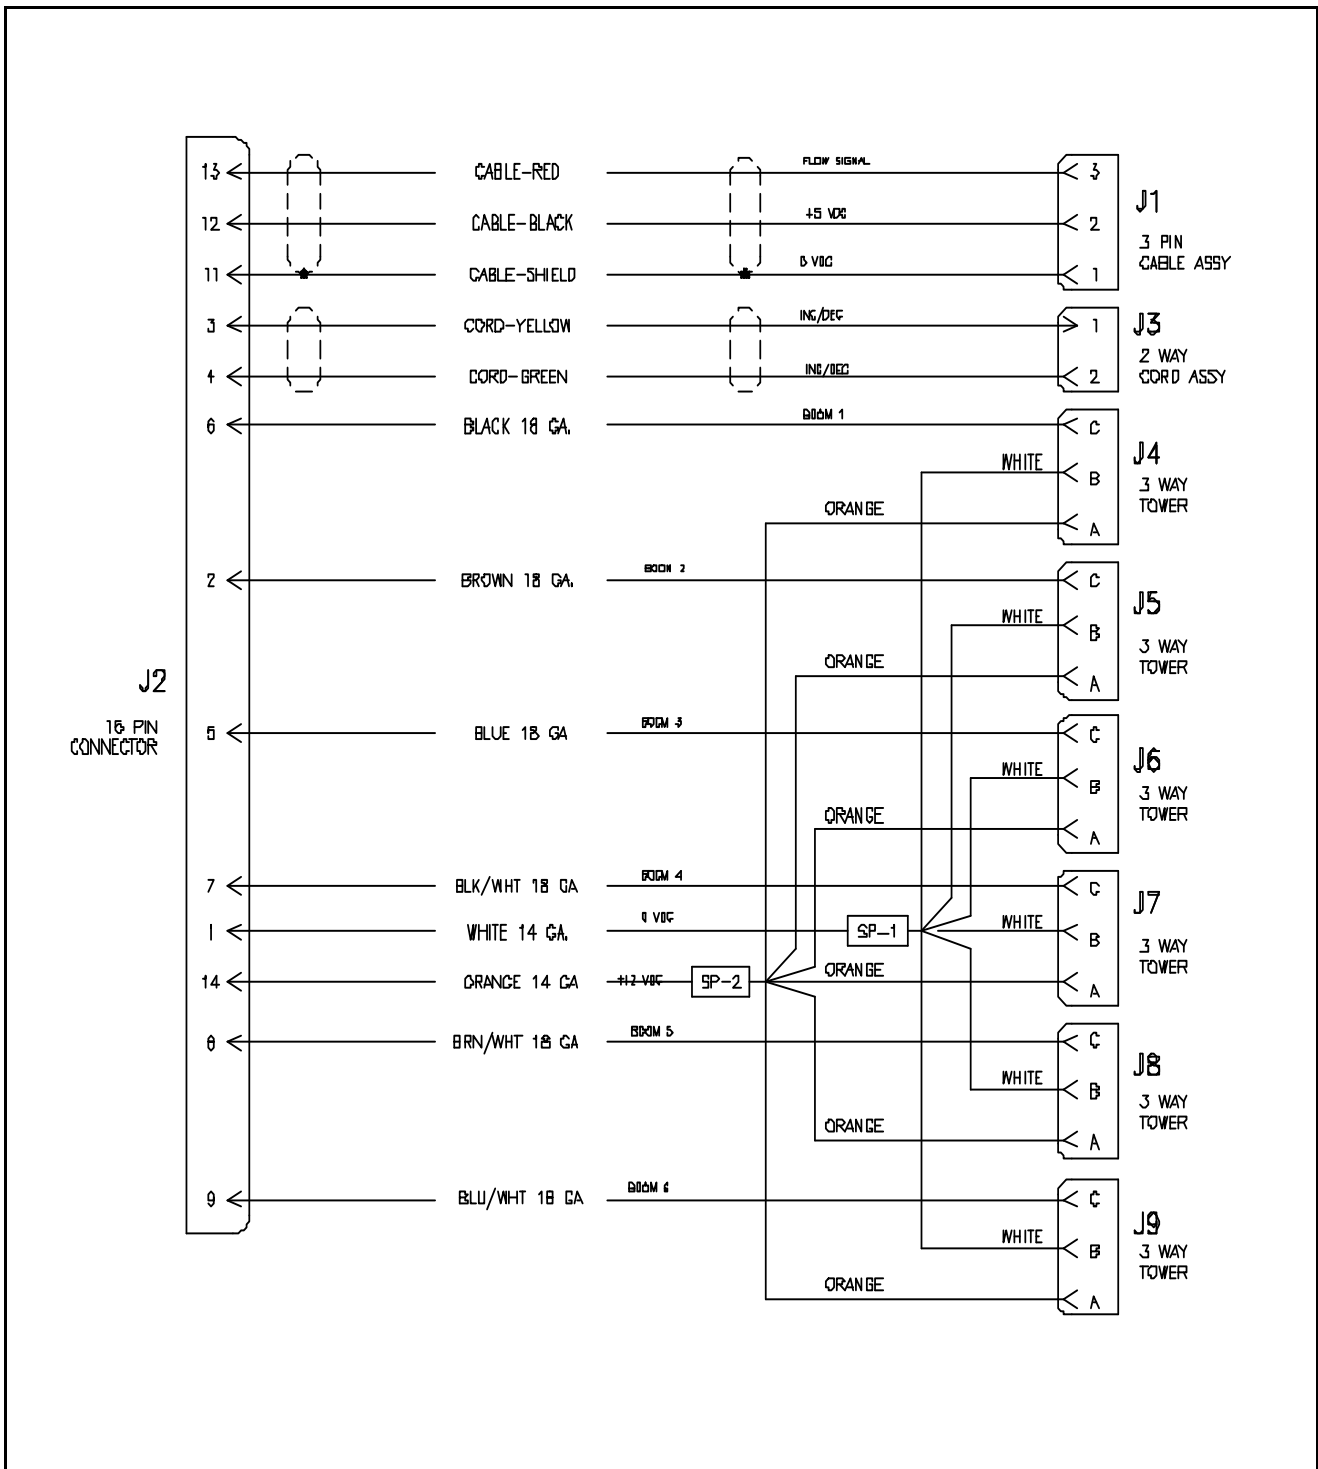 13 CABLE-RED FLOW SIGNAL 3
J1
12 CABLE-BLACK +5 VDC 2
3 PIN
CABLE ASSY
11 CABLE-SHIELD 0 VDC 1
3 CORD-YELLOW INC/DEC 1
J3
2 WAY
CORD ASSY
4 CORD-GREEN INC/DEC 2
6 BLACK 18 GA. BOOM 1 C
J4
WHITE B
3 WAY
TOWER
ORANGE A
2 BROWN 18 GA. BOOM 2 C
J5
WHITE B
3 WAY
TOWER
ORANGE A
J2
16 PIN
CONNECTOR
5 BLUE 18 GA BOOM 3 C
J6
WHITE B
3 WAY
TOWER
ORANGE A
7 BLK/WHT 18 GA BOOM 4 C
J7
1 WHITE 14 GA. 0 VDC SP-1 WHITE B
3 WAY
TOWER
14 ORANGE 14 GA +12 VDC SP-2 ORANGE A
8 BRN/WHT 18 GA BOOM 5 C
J8
WHITE B
3 WAY
TOWER
ORANGE A
9 BLU/WHT 18 GA BOOM 6 C
J9
WHITE B
3 WAY
TOWER
ORANGE A